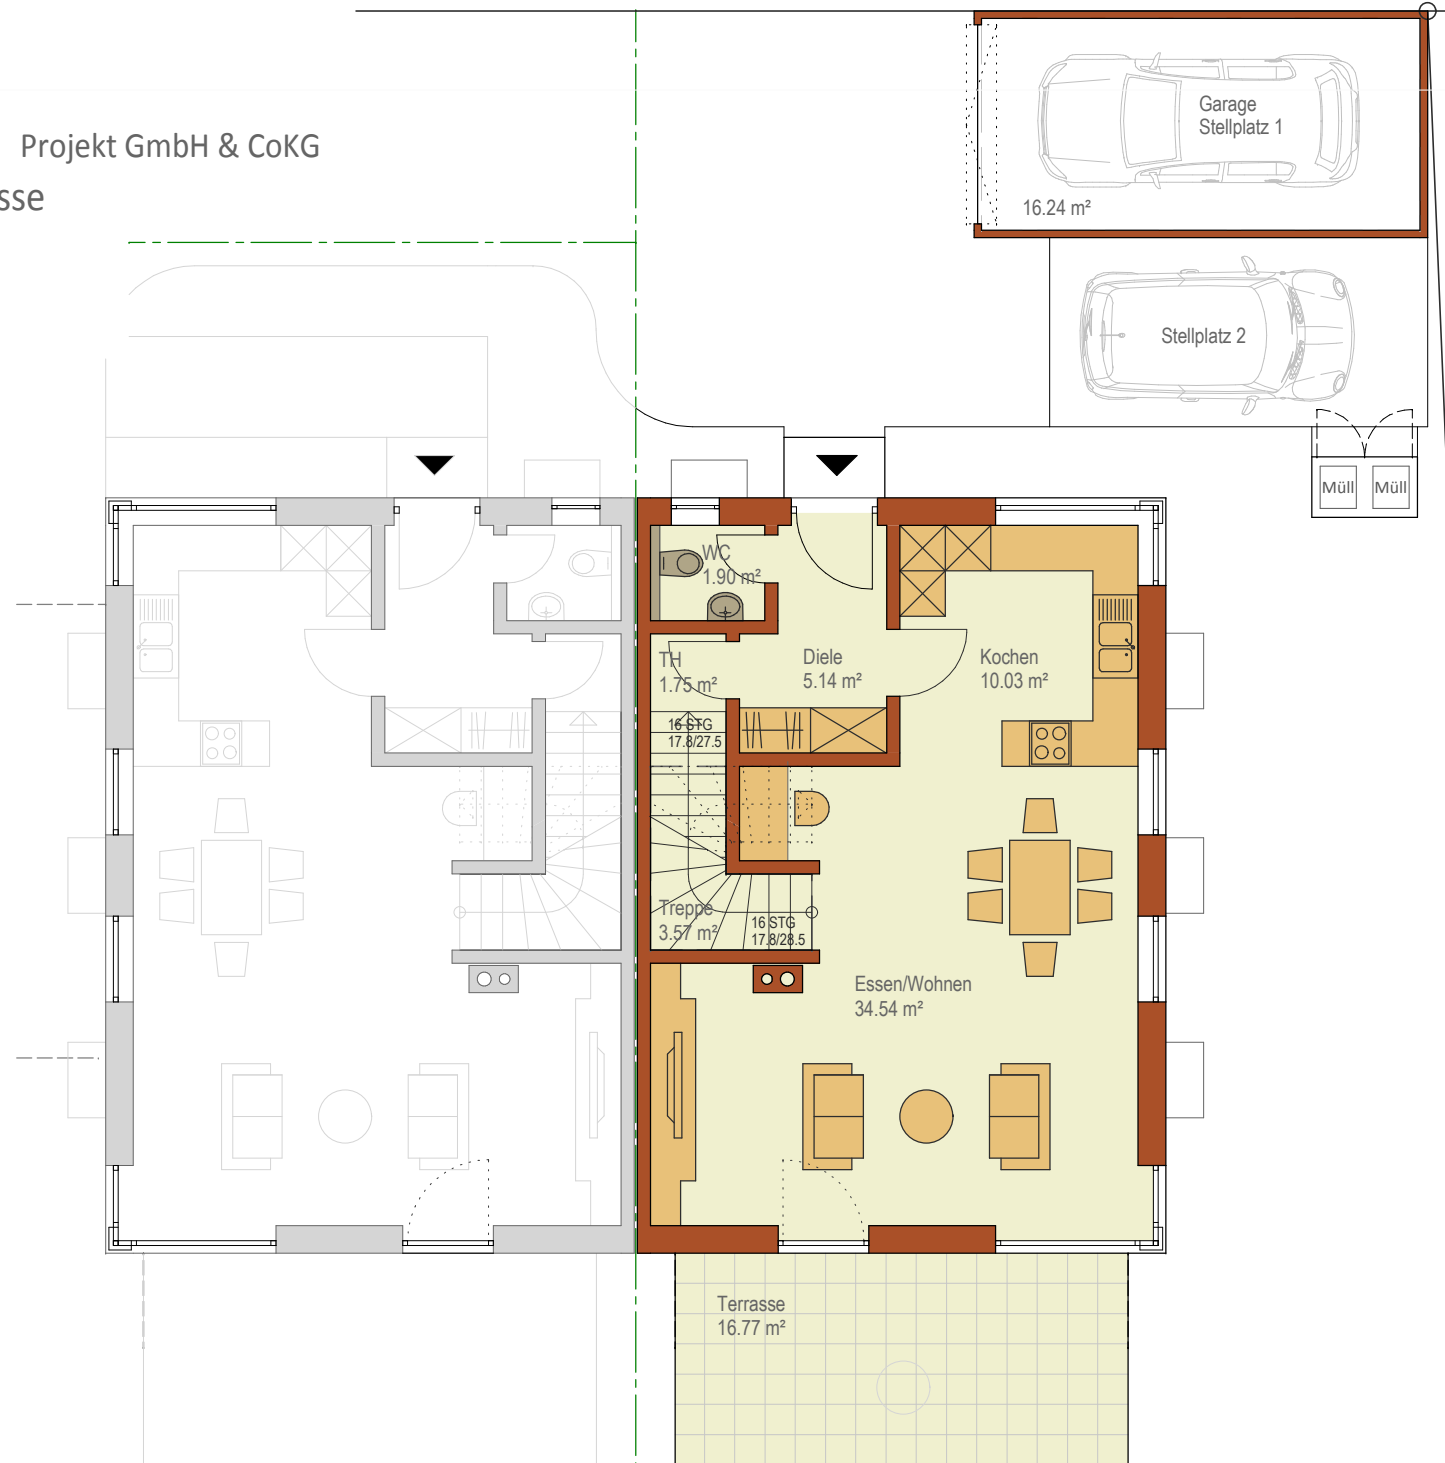 Projekt GmbH & CoKG
sse
Garage
Stellplatz 1
16.24 m²
Stellplatz 2
Müll
Müll
WC
1.90 m²
TH
1.75 m²
Diele
5.14 m²
Kochen
10.03 m²
16 STG
17.8/27.5
Treppe
3.57 m²
16 STG
17.8/28.5
Essen/Wohnen
34.54 m²
Terrasse
16.77 m²